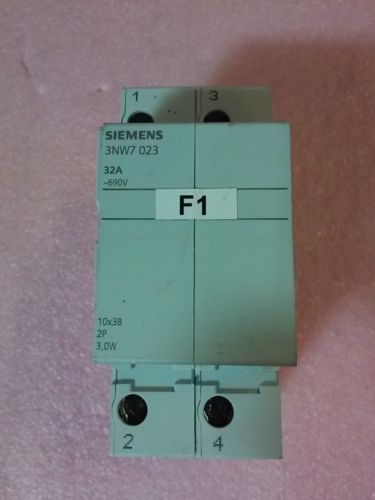 1 3
SIEMENS
3NW7 023
32A
~690V
F1
10x38
2P
3,0W
2 4